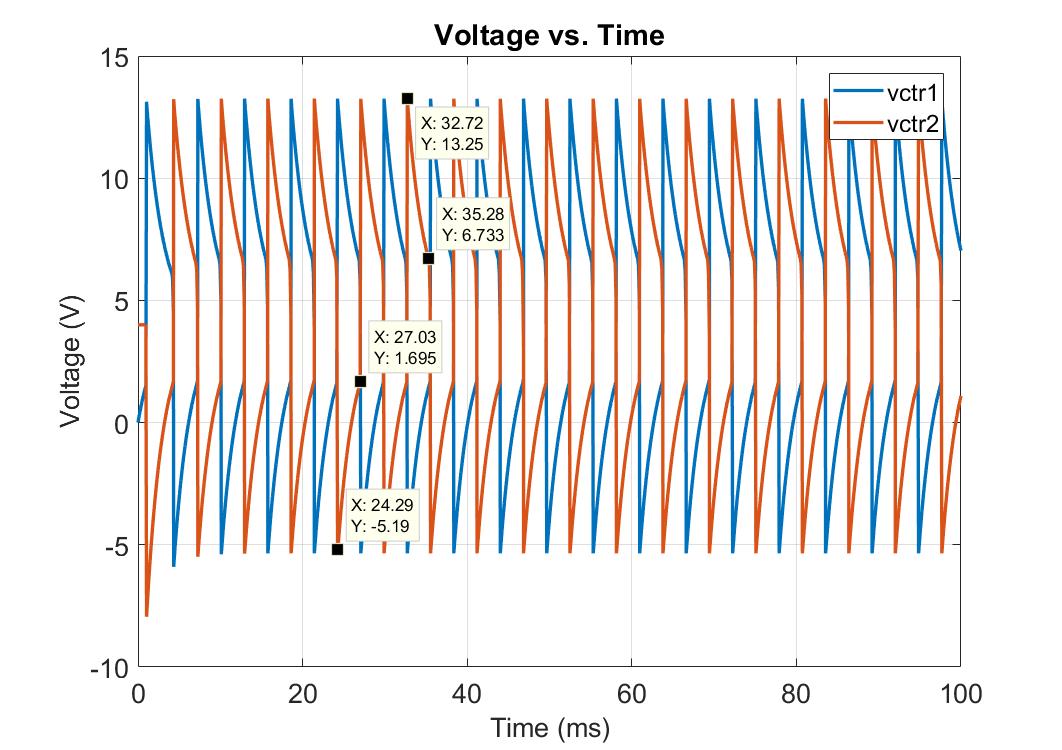 Voltage vs. Time
15
10
5
0
-5
-10
Voltage (V)
0
20
40
60
80
100
Time (ms)
vctr1
vctr2
X: 32.72
Y: 13.25
X: 35.28
Y: 6.733
X: 27.03
Y: 1.695
X: 24.29
Y: -5.19